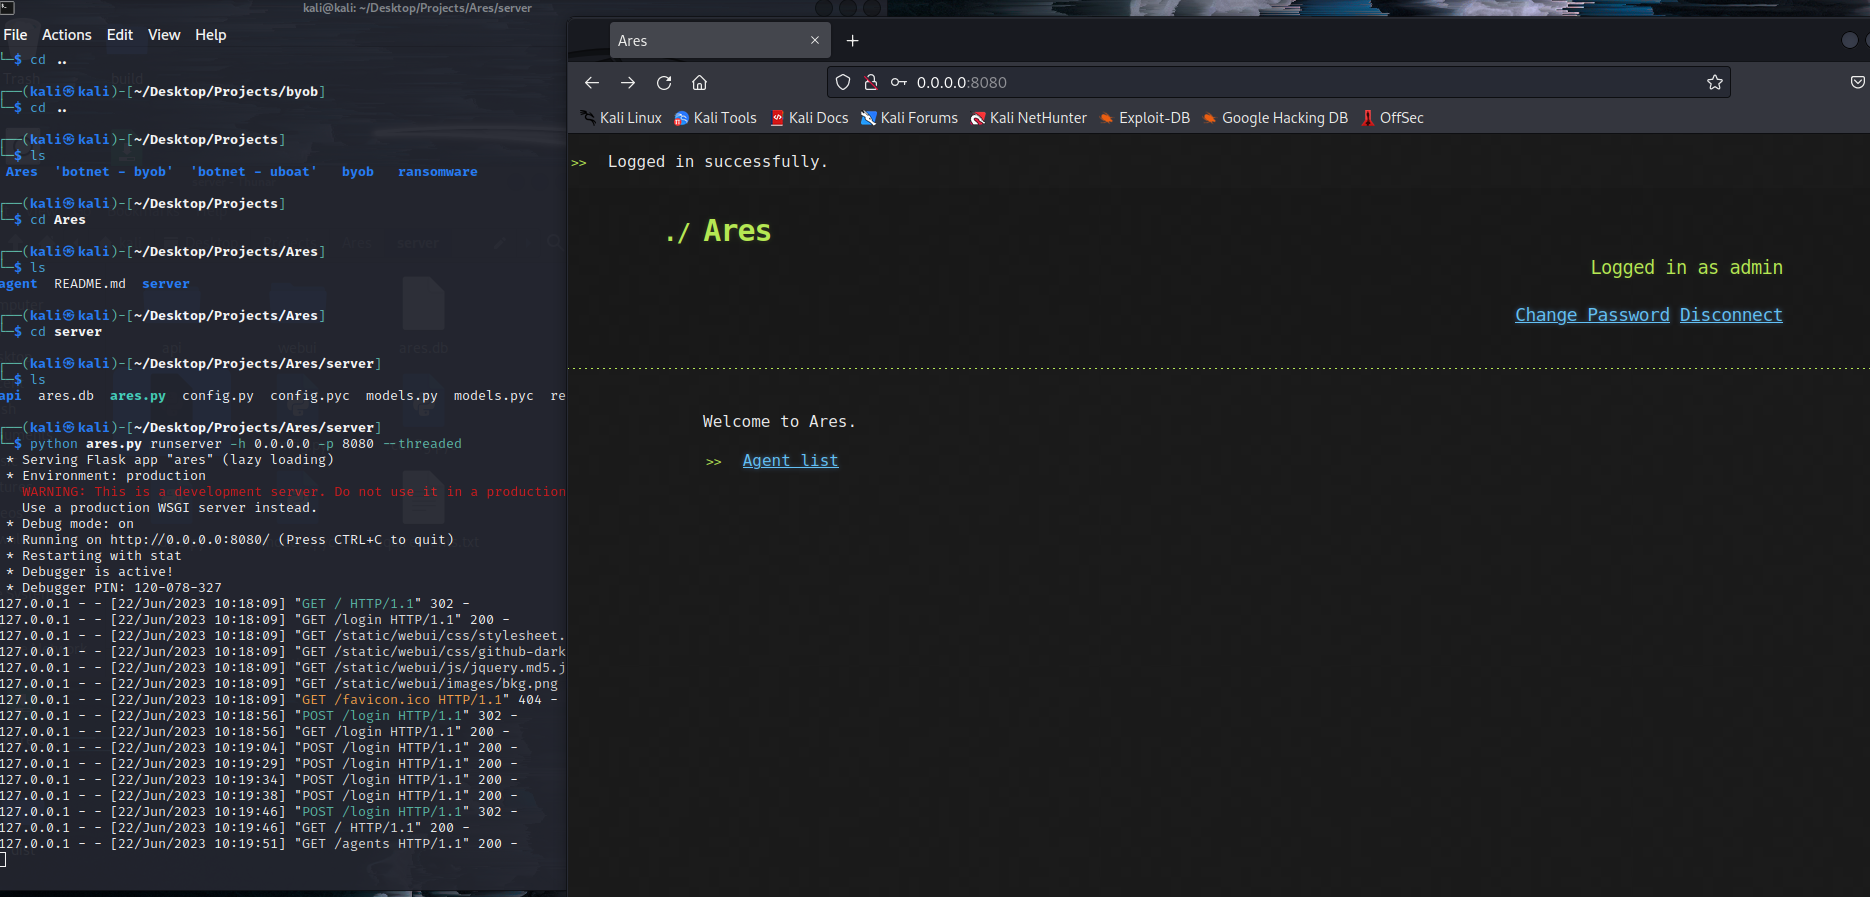 kali@kali: ~/Desktop/Projects/Ares/server
File Actions Edit View Help
└─$ cd ..
┌──(kali㉿kali)-[~/Desktop/Projects/byob]
└─$ cd ..
┌──(kali㉿kali)-[~/Desktop/Projects]
└─$ ls
Ares 'botnet - byob' 'botnet - uboat' byob ransomware
┌──(kali㉿kali)-[~/Desktop/Projects]
└─$ cd Ares
┌──(kali㉿kali)-[~/Desktop/Projects/Ares]
└─$ ls
agent README.md server
┌──(kali㉿kali)-[~/Desktop/Projects/Ares]
└─$ cd server
┌──(kali㉿kali)-[~/Desktop/Projects/Ares/server]
└─$ ls
api ares.db ares.py config.py config.pyc models.py models.pyc re
┌──(kali㉿kali)-[~/Desktop/Projects/Ares/server]
└─$ python ares.py runserver -h 0.0.0.0 -p 8080 --threaded
* Serving Flask app "ares" (lazy loading)
* Environment: production
WARNING: This is a development server. Do not use it in a production
Use a production WSGI server instead.
* Debug mode: on
* Running on http://0.0.0.0:8080/ (Press CTRL+C to quit)
* Restarting with stat
* Debugger is active!
* Debugger PIN: 120-078-327
127.0.0.1 - - [22/Jun/2023 10:18:09] "GET / HTTP/1.1" 302 -
127.0.0.1 - - [22/Jun/2023 10:18:09] "GET /login HTTP/1.1" 200 -
127.0.0.1 - - [22/Jun/2023 10:18:09] "GET /static/webui/css/stylesheet.
127.0.0.1 - - [22/Jun/2023 10:18:09] "GET /static/webui/css/github-dark
127.0.0.1 - - [22/Jun/2023 10:18:09] "GET /static/webui/js/jquery.md5.j
127.0.0.1 - - [22/Jun/2023 10:18:09] "GET /static/webui/images/bkg.png
127.0.0.1 - - [22/Jun/2023 10:18:09] "GET /favicon.ico HTTP/1.1" 404 -
127.0.0.1 - - [22/Jun/2023 10:18:56] "POST /login HTTP/1.1" 302 -
127.0.0.1 - - [22/Jun/2023 10:18:56] "GET /login HTTP/1.1" 200 -
127.0.0.1 - - [22/Jun/2023 10:19:04] "POST /login HTTP/1.1" 200 -
127.0.0.1 - - [22/Jun/2023 10:19:29] "POST /login HTTP/1.1" 200 -
127.0.0.1 - - [22/Jun/2023 10:19:34] "POST /login HTTP/1.1" 200 -
127.0.0.1 - - [22/Jun/2023 10:19:38] "POST /login HTTP/1.1" 200 -
127.0.0.1 - - [22/Jun/2023 10:19:46] "POST /login HTTP/1.1" 302 -
127.0.0.1 - - [22/Jun/2023 10:19:46] "GET / HTTP/1.1" 200 -
127.0.0.1 - - [22/Jun/2023 10:19:51] "GET /agents HTTP/1.1" 200 -
Ares
0.0.0.0:8080
Kali Linux Kali Tools Kali Docs Kali Forums Kali NetHunter Exploit-DB Google Hacking DB OffSec
>> Logged in successfully.
./ Ares
Logged in as admin
Change Password Disconnect
Welcome to Ares.
>> Agent list